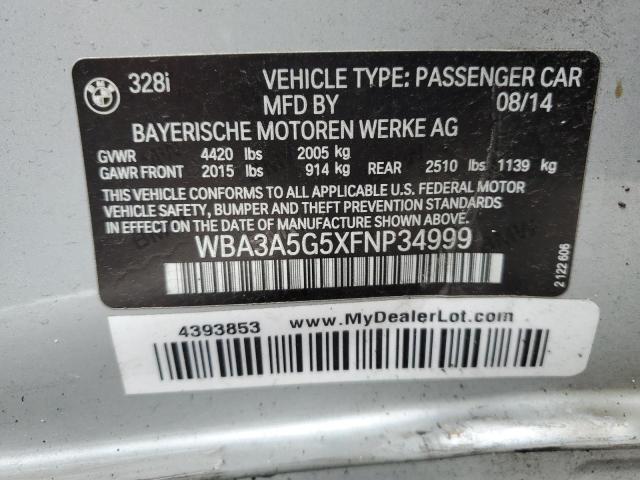 328i VEHICLE TYPE: PASSENGER CAR
MFD BY 08/14
BAYERISCHE MOTOREN WERKE AG
GVWR 4420 lbs 2005 kg
GAWR FRONT 2015 lbs 914 kg REAR 2510 lbs 1139 kg
THIS VEHICLE CONFORMS TO ALL APPLICABLE U.S. FEDERAL MOTOR
VEHICLE SAFETY, BUMPER AND THEFT PREVENTION STANDARDS
IN EFFECT ON THE DATE OF MANUFACTURE SHOWN ABOVE.
WBA3A5G5XFNP34999
2 122 606
4393853 www.MyDealerLot.com